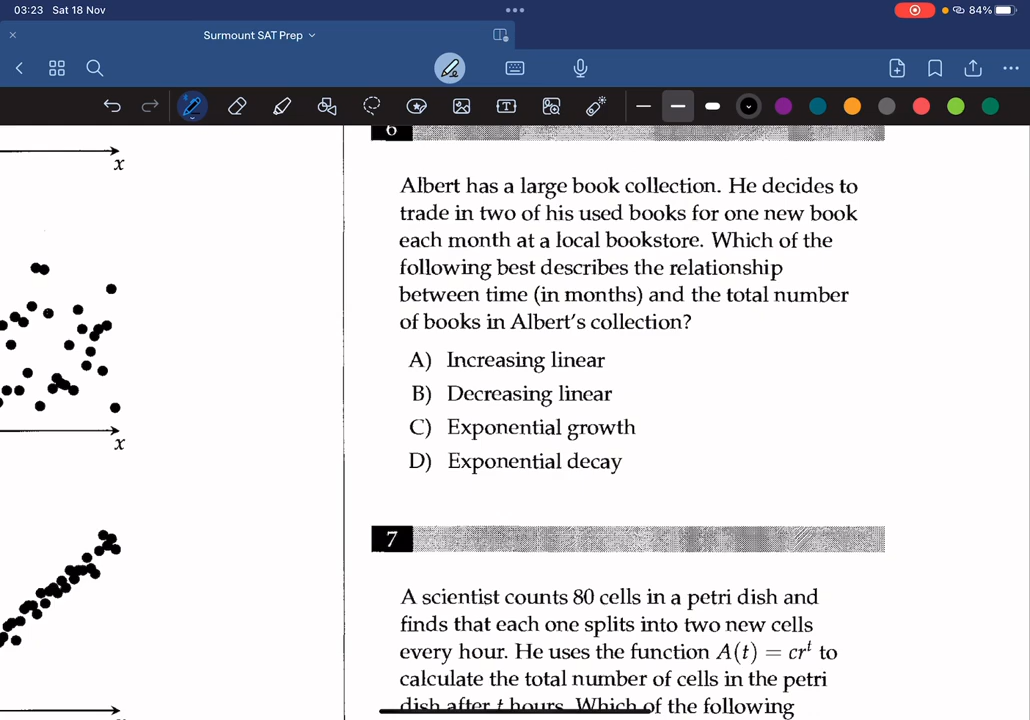 03:23 Sat 18 Nov
84%
Surmount SAT Prep
x
x
6
Albert has a large book collection. He decides to
trade in two of his used books for one new book
each month at a local bookstore. Which of the
following best describes the relationship
between time (in months) and the total number
of books in Albert's collection?
A) Increasing linear
B) Decreasing linear
C) Exponential growth
D) Exponential decay
7
A scientist counts 80 cells in a petri dish and
finds that each one splits into two new cells
every hour. He uses the function A(t) = crᵗ to
calculate the total number of cells in the petri
dish after t hours. Which of the following